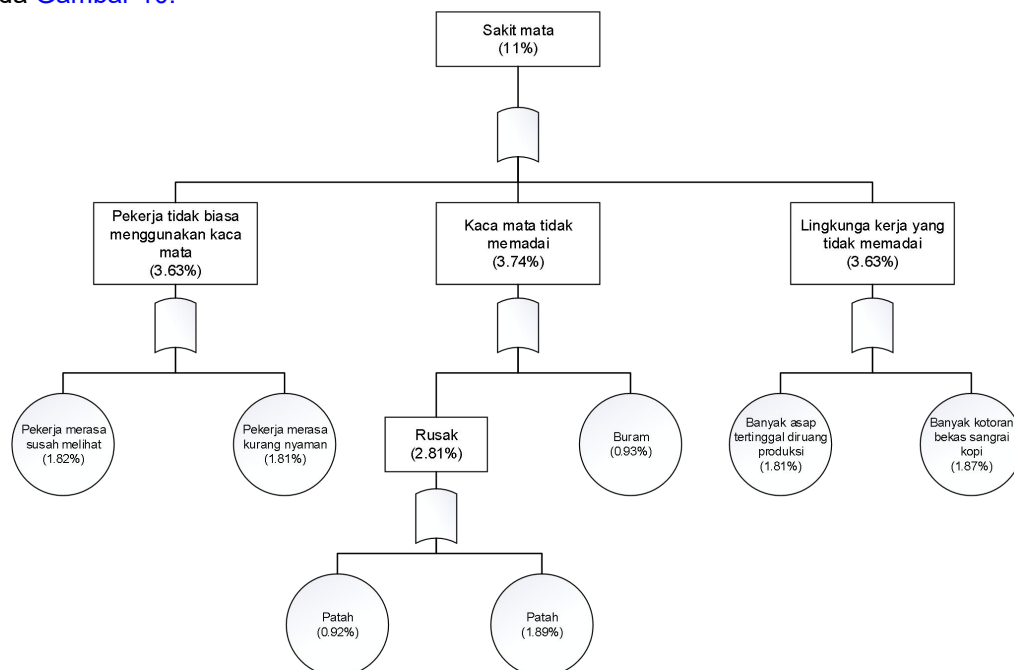 da Gambar 10.
Sakit mata
(11%)
Pekerja tidak biasa
menggunakan kaca
mata
(3.63%)
Kaca mata tidak
memadai
(3.74%)
Lingkunga kerja yang
tidak memadai
(3.63%)
Pekerja merasa
susah melihat
(1.82%)
Pekerja merasa
kurang nyaman
(1.81%)
Rusak
(2.81%)
Buram
(0.93%)
Banyak asap
tertinggal diruang
produksi
(1.81%)
Banyak kotoran
bekas sangrai
kopi
(1.87%)
Patah
(0.92%)
Patah
(1.89%)